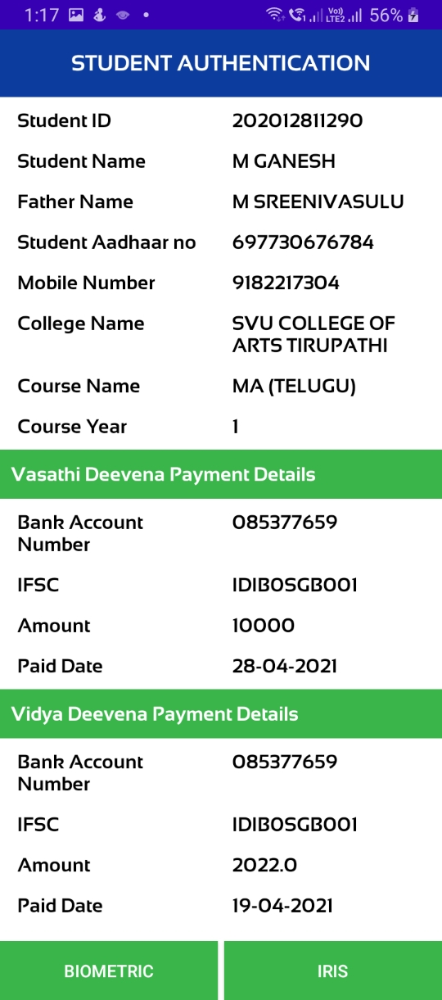 1:17
Vo)) LTE2 56%
STUDENT AUTHENTICATION
Student ID 202012811290
Student Name M GANESH
Father Name M SREENIVASULU
Student Aadhaar no 697730676784
Mobile Number 9182217304
College Name SVU COLLEGE OF
ARTS TIRUPATHI
Course Name MA (TELUGU)
Course Year 1
Vasathi Deevena Payment Details
Bank Account 085377659
Number
IFSC IDIB0SGB001
Amount 10000
Paid Date 28-04-2021
Vidya Deevena Payment Details
Bank Account 085377659
Number
IFSC IDIB0SGB001
Amount 2022.0
Paid Date 19-04-2021
BIOMETRIC IRIS